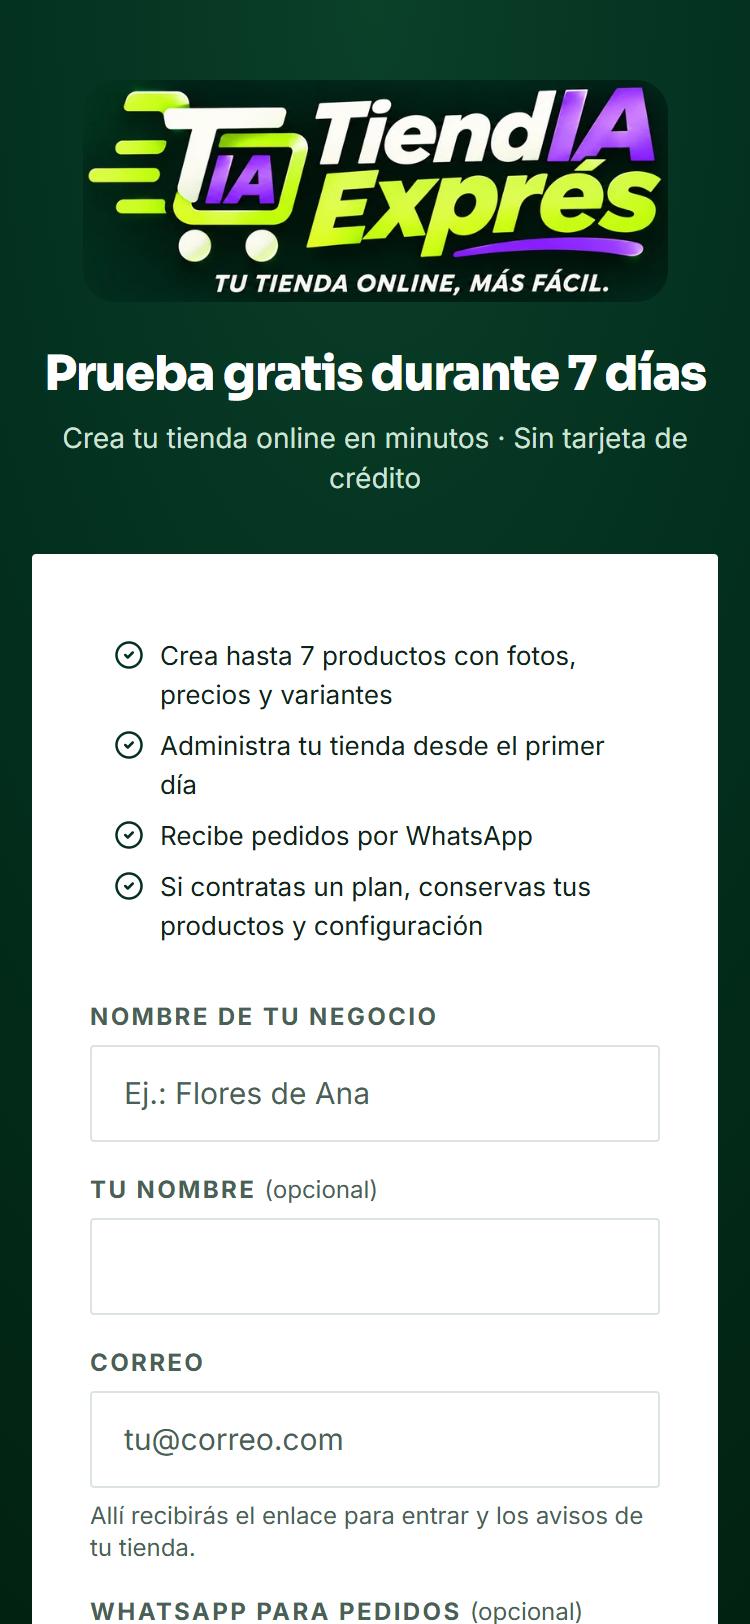 TIA
TiendIA
Exprés
TU TIENDA ONLINE, MÁS FÁCIL.
Prueba gratis durante 7 días
Crea tu tienda online en minutos · Sin tarjeta de
crédito
Crea hasta 7 productos con fotos,
precios y variantes
Administra tu tienda desde el primer
día
Recibe pedidos por WhatsApp
Si contratas un plan, conservas tus
productos y configuración
NOMBRE DE TU NEGOCIO
Ej.: Flores de Ana
TU NOMBRE (opcional)
CORREO
tu@correo.com
Allí recibirás el enlace para entrar y los avisos de
tu tienda.
WHATSAPP PARA PEDIDOS (opcional)